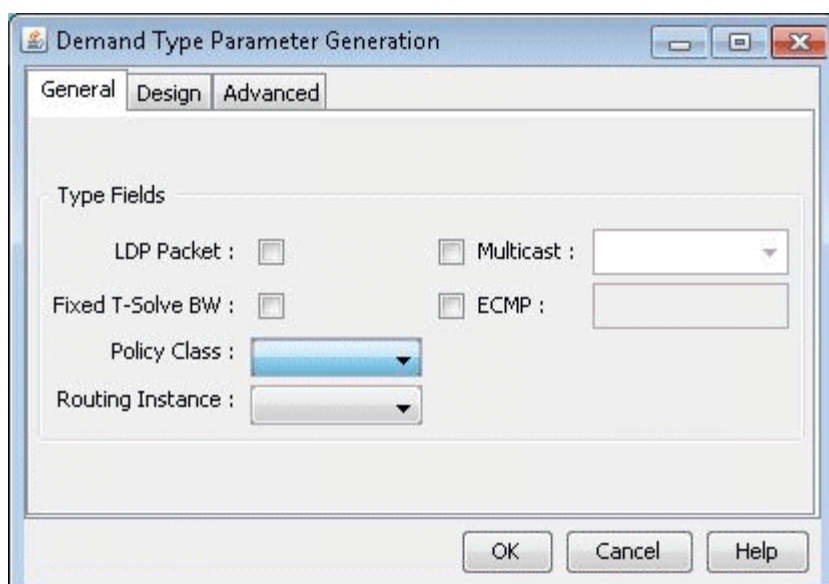 Demand Type Parameter Generation
General Design Advanced
Type Fields
LDP Packet : Multicast :
Fixed T-Solve BW : ECMP :
Policy Class :
Routing Instance :
OK Cancel Help